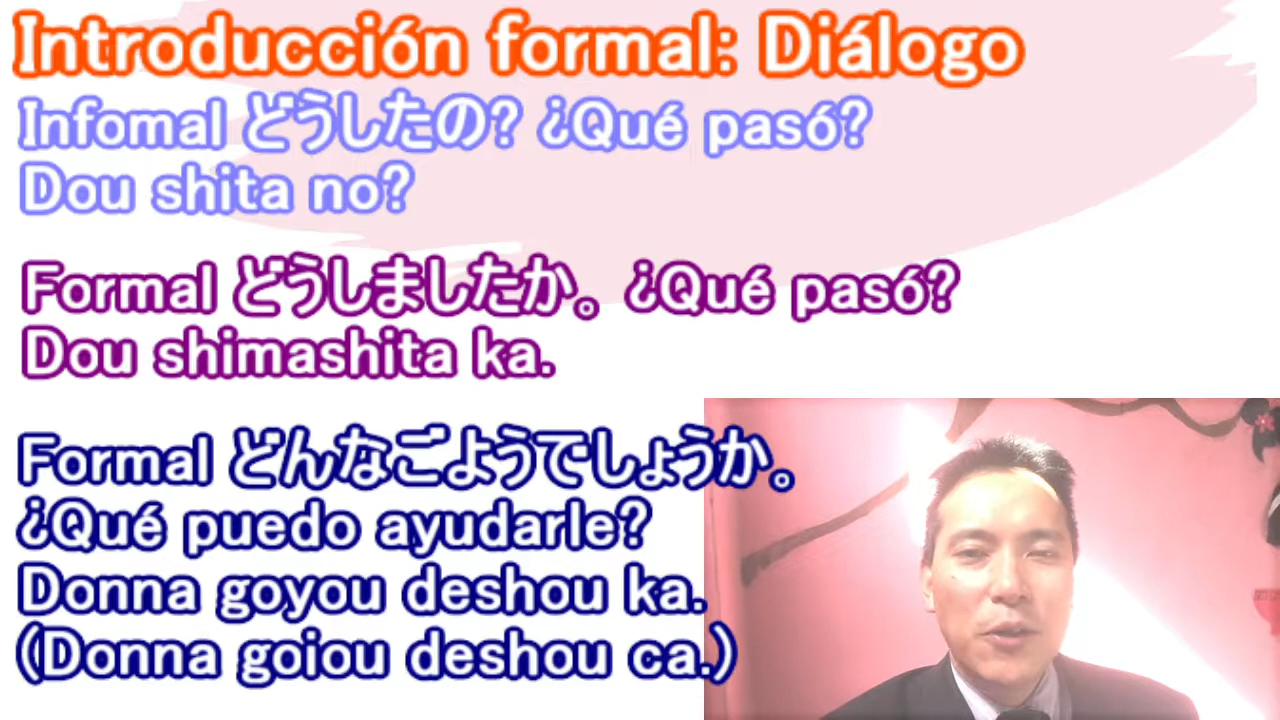 Introducción formal: Diálogo
Infomal どうしたの? ¿Qué pasó?
Dou shita no?
Formal どうしましたか。¿Qué pasó?
Dou shimashita ka.
Formal どんなごようでしょうか。
¿Qué puedo ayudarle?
Donna goyou deshou ka.
(Donna goiou deshou ca.)